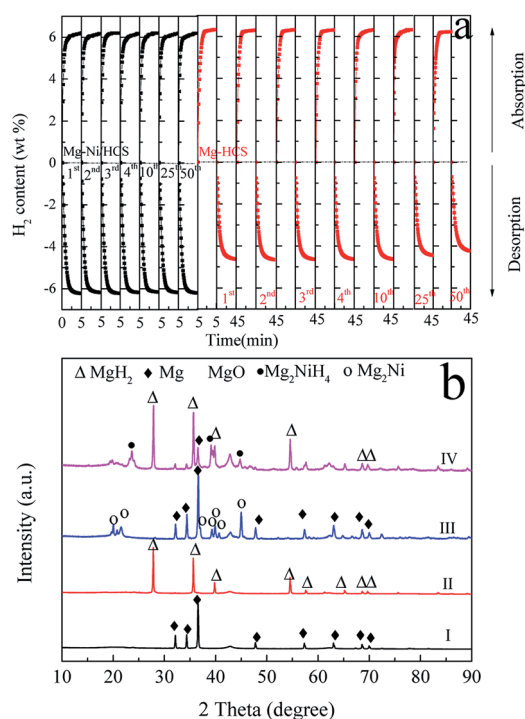 a
6
4
2
0
-2
-4
-6
H2 content (wt %)
Absorption
Desorption
Mg-Ni/HCS
Mg-HCS
1st 2nd 3rd 4th 10th 25th 50th
1st 2nd 3rd 4th 10th 25th 50th
0 5 5 5 5 5 5 5 45 45 45 45 45 45 45
Time(min)
b
Δ MgH2 ♦ Mg MgO ● Mg2NiH4 o Mg2Ni
IV
III
II
I
Intensity (a.u.)
10 20 30 40 50 60 70 80 90
2 Theta (degree)